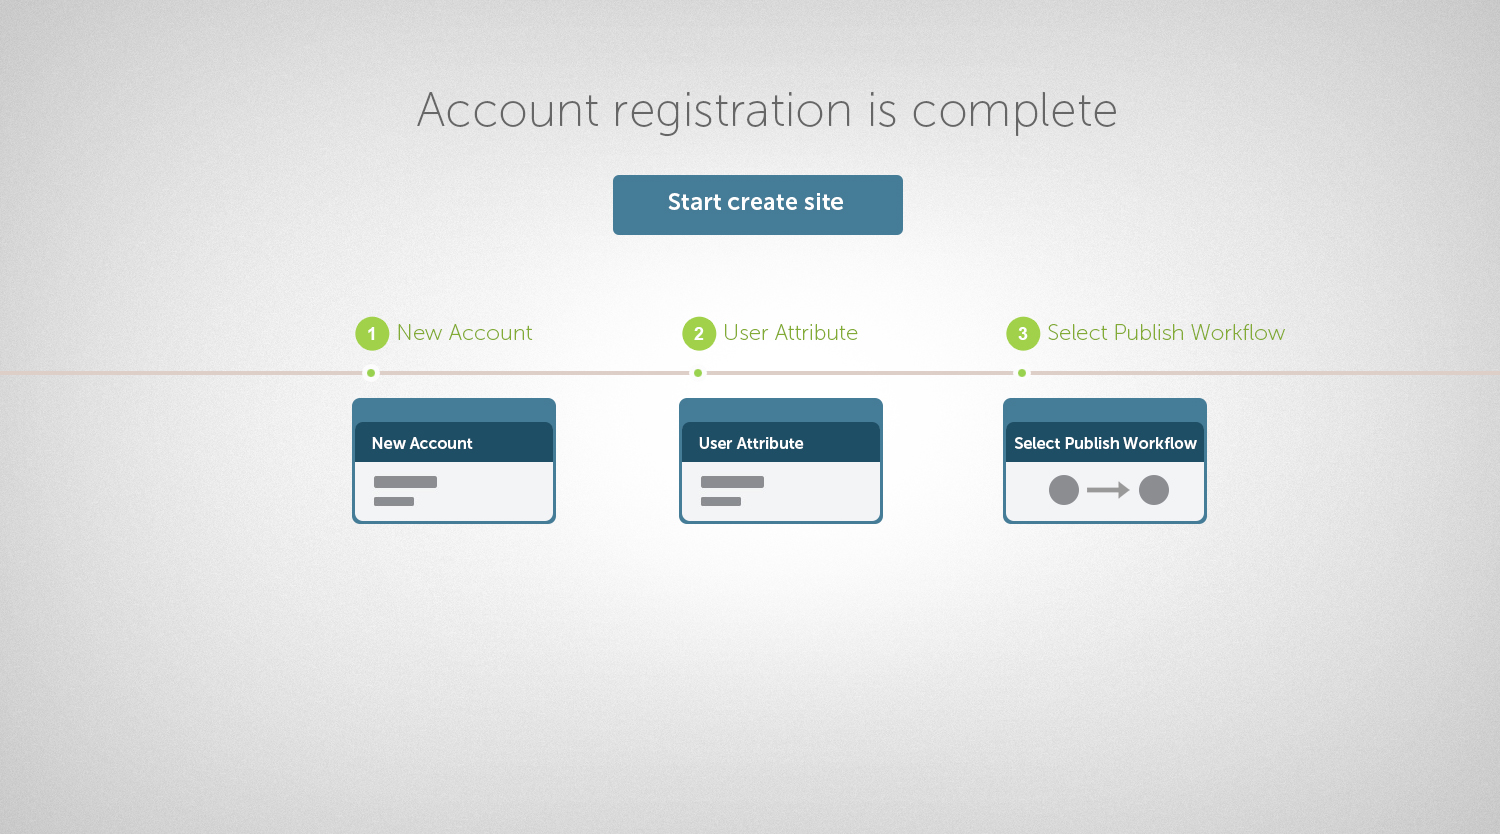 Account registration is complete
Start create site
1 New Account
2 User Attribute
3 Select Publish Workflow
New Account
User Attribute
Select Publish Workflow